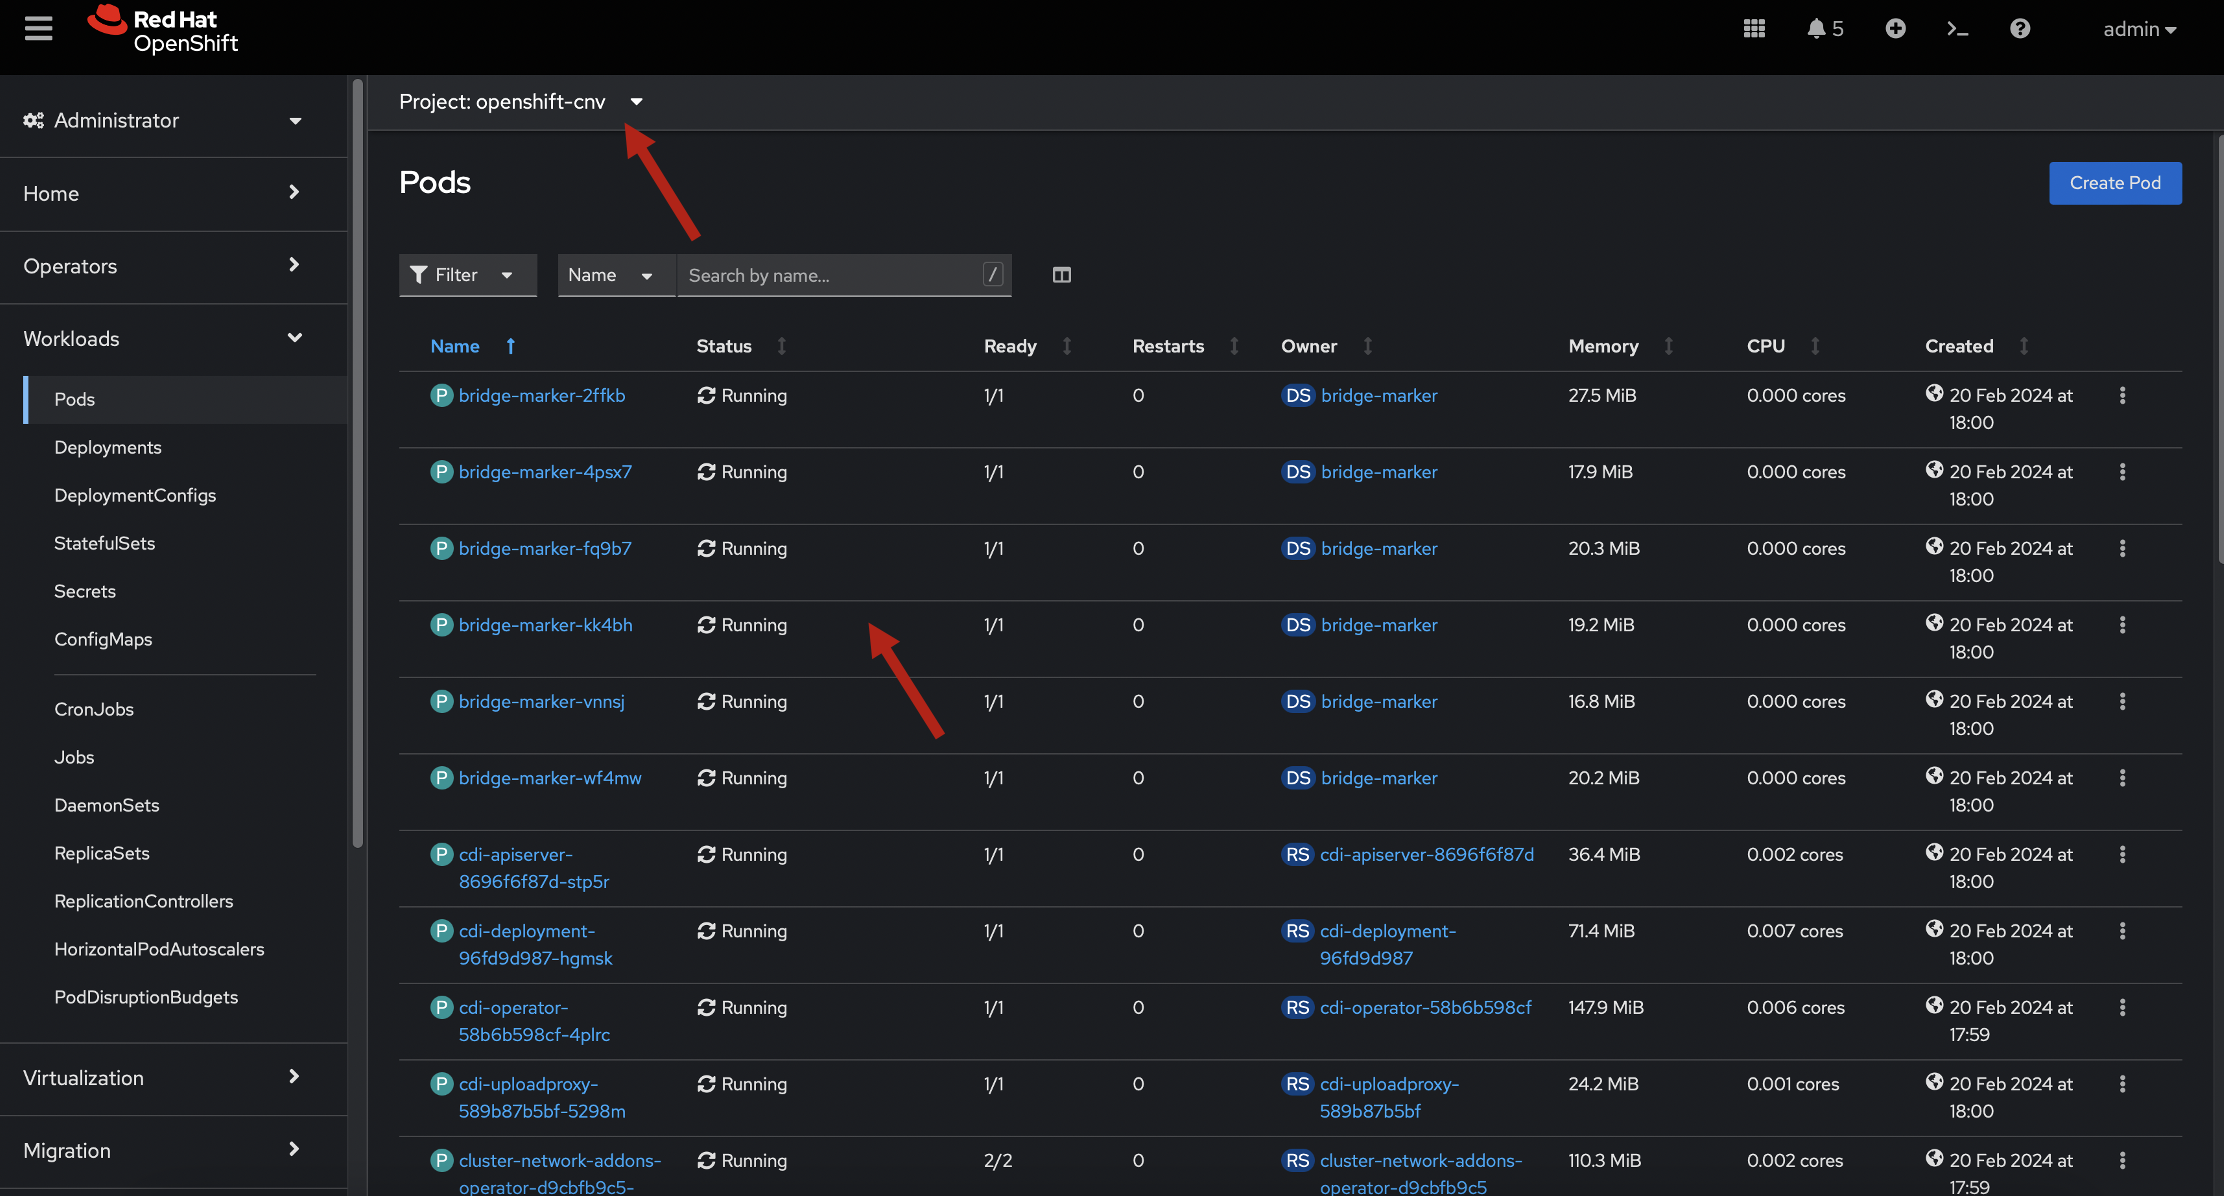 Red Hat
OpenShift
5
admin
Administrator
Home
Operators
Workloads
Pods
Deployments
DeploymentConfigs
StatefulSets
Secrets
ConfigMaps
CronJobs
Jobs
DaemonSets
ReplicaSets
ReplicationControllers
HorizontalPodAutoscalers
PodDisruptionBudgets
Virtualization
Migration
Project: openshift-cnv
Pods
Create Pod
Filter Name Search by name... /
Name Status Ready Restarts Owner Memory CPU Created
P bridge-marker-2ffkb Running 1/1 0 DS bridge-marker 27.5 MiB 0.000 cores 20 Feb 2024 at
18:00
P bridge-marker-4psx7 Running 1/1 0 DS bridge-marker 17.9 MiB 0.000 cores 20 Feb 2024 at
18:00
P bridge-marker-fq9b7 Running 1/1 0 DS bridge-marker 20.3 MiB 0.000 cores 20 Feb 2024 at
18:00
P bridge-marker-kk4bh Running 1/1 0 DS bridge-marker 19.2 MiB 0.000 cores 20 Feb 2024 at
18:00
P bridge-marker-vnnsj Running 1/1 0 DS bridge-marker 16.8 MiB 0.000 cores 20 Feb 2024 at
18:00
P bridge-marker-wf4mw Running 1/1 0 DS bridge-marker 20.2 MiB 0.000 cores 20 Feb 2024 at
18:00
P cdi-apiserver- Running 1/1 0 RS cdi-apiserver-8696f6f87d 36.4 MiB 0.002 cores 20 Feb 2024 at
8696f6f87d-stp5r 18:00
P cdi-deployment- Running 1/1 0 RS cdi-deployment- 71.4 MiB 0.007 cores 20 Feb 2024 at
96fd9d987-hgmsk 96fd9d987 18:00
P cdi-operator- Running 1/1 0 RS cdi-operator-58b6b598cf 147.9 MiB 0.006 cores 20 Feb 2024 at
58b6b598cf-4plrc 17:59
P cdi-uploadproxy- Running 1/1 0 RS cdi-uploadproxy- 24.2 MiB 0.001 cores 20 Feb 2024 at
589b87b5bf-5298m 589b87b5bf 18:00
P cluster-network-addons- Running 2/2 0 RS cluster-network-addons- 110.3 MiB 0.002 cores 20 Feb 2024 at
operator-d9cbfb9c5- operator-d9cbfb9c5 17:59